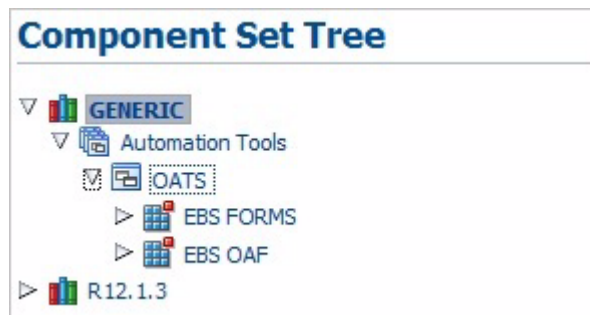 Component Set Tree
GENERIC
Automation Tools
OATS
EBS FORMS
EBS OAF
R12.1.3